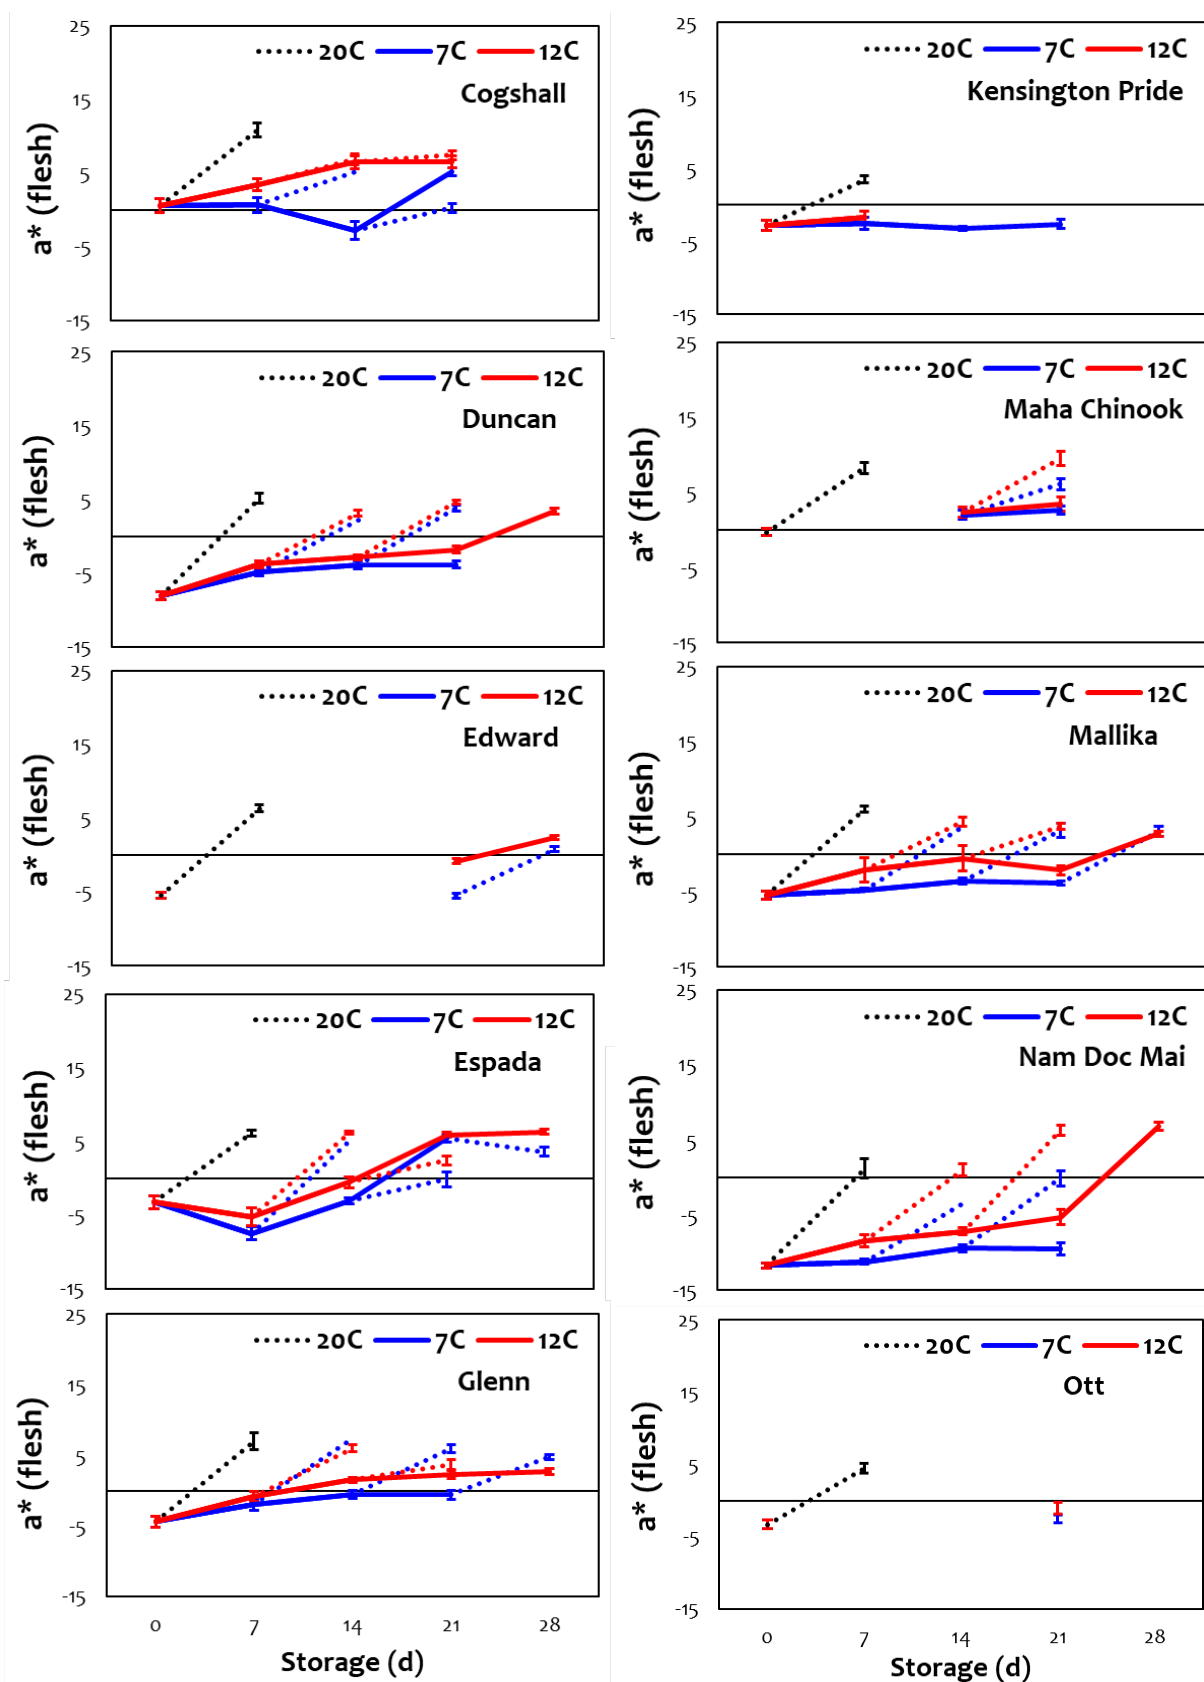 25
20C 7C 12C
Cogshall
15
5
-5
-15
a* (flesh)
25
20C 7C 12C
Kensington Pride
15
5
-5
-15
a* (flesh)
25
20C 7C 12C
Duncan
15
5
-5
-15
a* (flesh)
25
20C 7C 12C
Maha Chinook
15
5
-5
-15
a* (flesh)
25
20C 7C 12C
Edward
15
5
-5
-15
a* (flesh)
25
20C 7C 12C
Mallika
15
5
-5
-15
a* (flesh)
25
20C 7C 12C
Espada
15
5
-5
-15
a* (flesh)
25
20C 7C 12C
Nam Doc Mai
15
5
-5
-15
a* (flesh)
25
20C 7C 12C
Glenn
15
5
-5
-15
a* (flesh)
0 7 14 21 28
Storage (d)
25
20C 7C 12C
Ott
15
5
-5
-15
a* (flesh)
0 7 14 21 28
Storage (d)